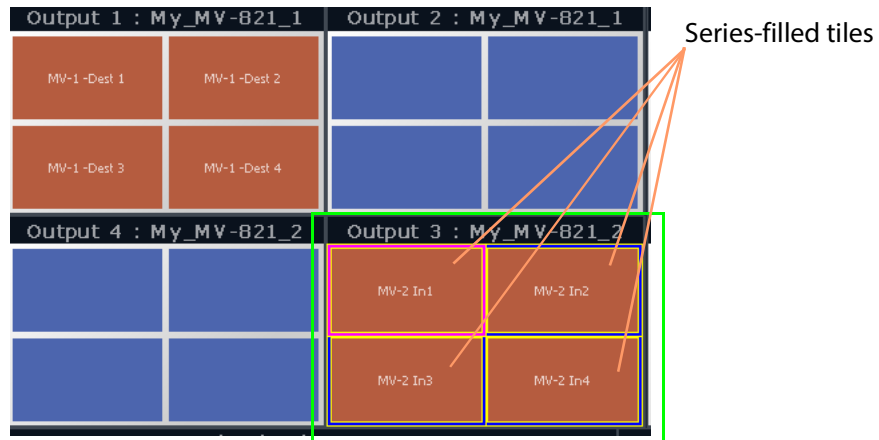 Output 1 : My_MV-821_1
Output 2 : My_MV-821_1
Series-filled tiles
MV-1 -Dest 1
MV-1 -Dest 2
MV-1 -Dest 3
MV-1 -Dest 4
Output 4 : My_MV-821_2
Output 3 : My_MV-821_2
MV-2 In1
MV-2 In2
MV-2 In3
MV-2 In4